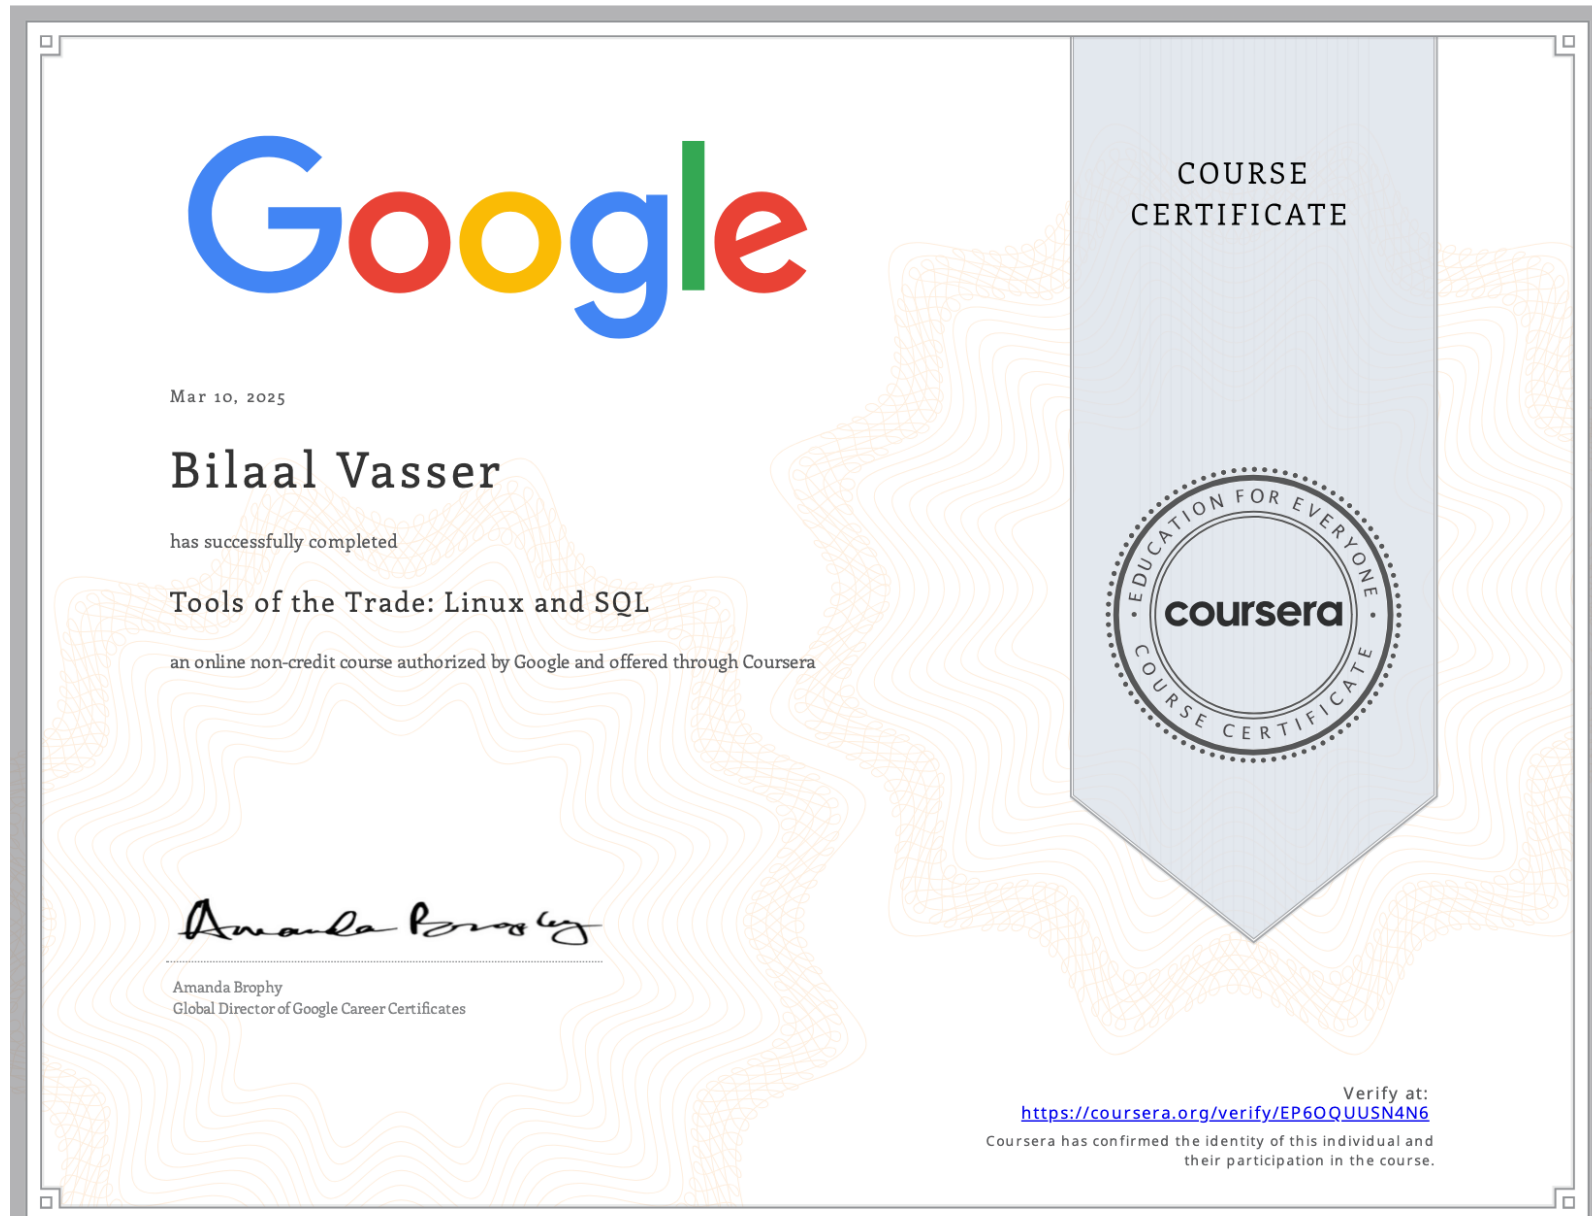 Google
COURSE
CERTIFICATE
Mar 10, 2025
Bilaal Vasser
has successfully completed
Tools of the Trade: Linux and SQL
an online non-credit course authorized by Google and offered through Coursera
EDUCATION FOR EVERYONE
coursera
COURSE CERTIFICATE
Amanda Brophy
Amanda Brophy
Global Director of Google Career Certificates
Verify at:
https://coursera.org/verify/EP6OQUUSN4N6
Coursera has confirmed the identity of this individual and
their participation in the course.